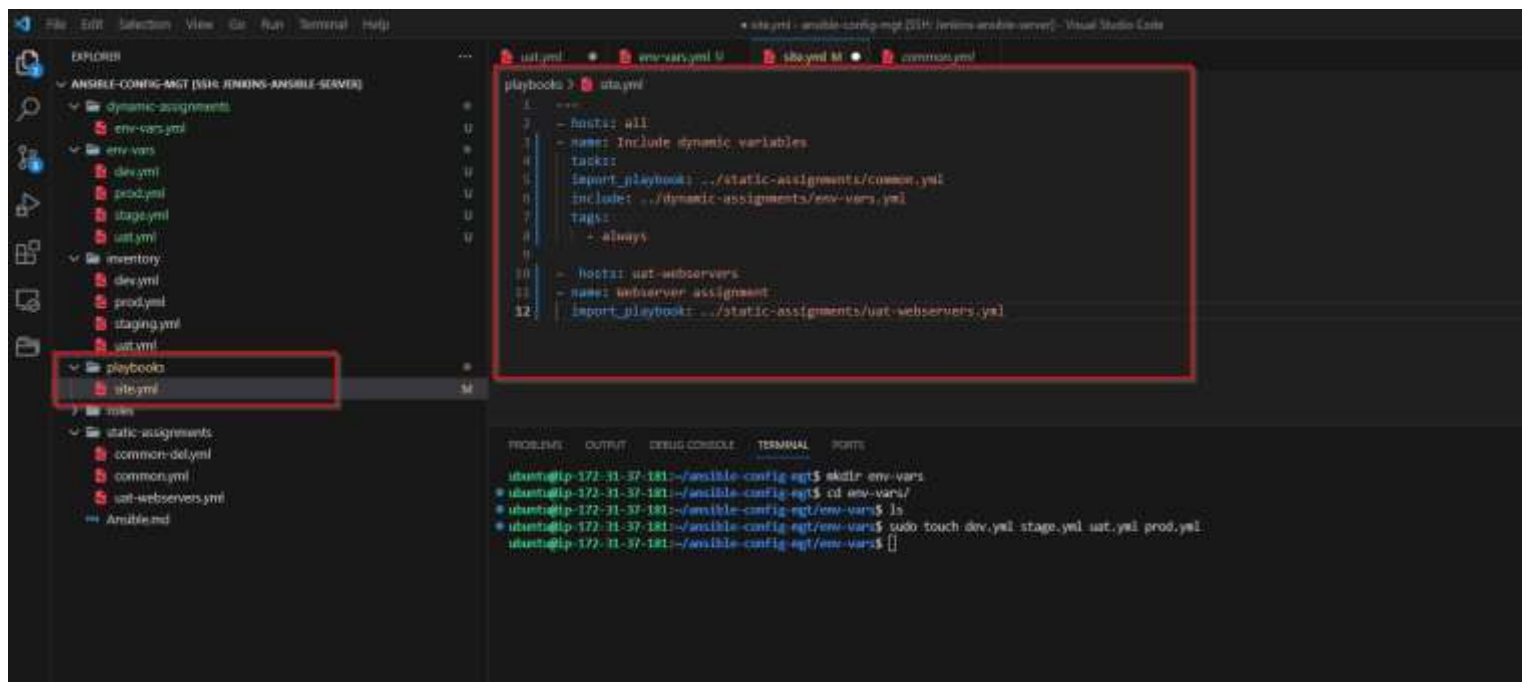 File Edit Selection View Go Run Terminal Help
site.yml - ansible-config-mgt [SSH: Jenkins-ansible-server] - Visual Studio Code
EXPLORER
ANSIBLE-CONFIG-MGT [SSH: JENKINS-ANSIBLE-SERVER]
dynamic-assignments
env-vars.yml U
env-vars
dev.yml U
prod.yml U
stage.yml U
uat.yml U
inventory
dev.yml
prod.yml
staging.yml
uat.yml
playbooks
site.yml M
roles
static-assignments
common-del.yml
common.yml
uat-webservers.yml
Ansible.md
uat.yml env-vars.yml U site.yml M common.yml
playbooks > site.yml
1 ---
2 - hosts: all
3 - name: Include dynamic variables
4 tasks:
5 import_playbook: ../static-assignments/common.yml
6 include: ../dynamic-assignments/env-vars.yml
7 tags:
8 - always
9
10 - hosts: uat-webservers
11 - name: Webserver assignment
12 import_playbook: ../static-assignments/uat-webservers.yml
PROBLEMS OUTPUT DEBUG CONSOLE TERMINAL PORTS
ubuntu@ip-172-31-37-181:~/ansible-config-mgt$ mkdir env-vars
ubuntu@ip-172-31-37-181:~/ansible-config-mgt$ cd env-vars/
ubuntu@ip-172-31-37-181:~/ansible-config-mgt/env-vars$ ls
ubuntu@ip-172-31-37-181:~/ansible-config-mgt/env-vars$ sudo touch dev.yml stage.yml uat.yml prod.yml
ubuntu@ip-172-31-37-181:~/ansible-config-mgt/env-vars$